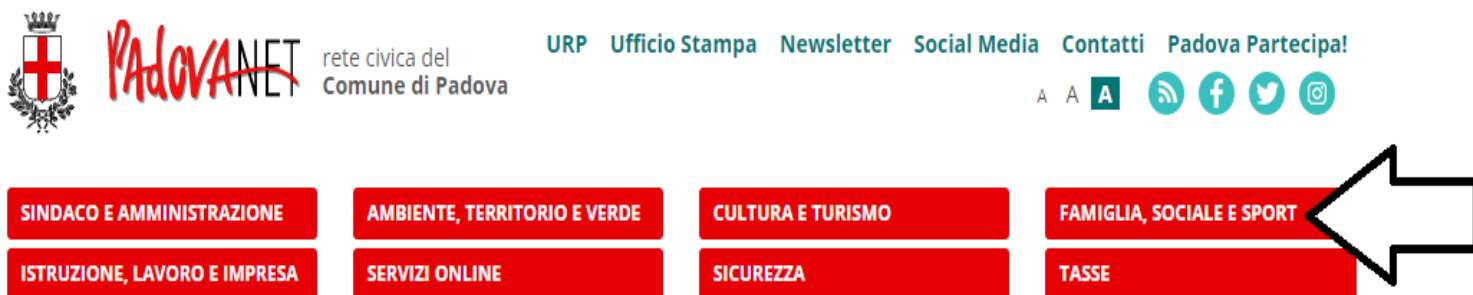 PADOVANET
rete civica del
Comune di Padova
URP Ufficio Stampa Newsletter Social Media Contatti Padova Partecipa!
A A A
SINDACO E AMMINISTRAZIONE AMBIENTE, TERRITORIO E VERDE CULTURA E TURISMO FAMIGLIA, SOCIALE E SPORT
ISTRUZIONE, LAVORO E IMPRESA SERVIZI ONLINE SICUREZZA TASSE